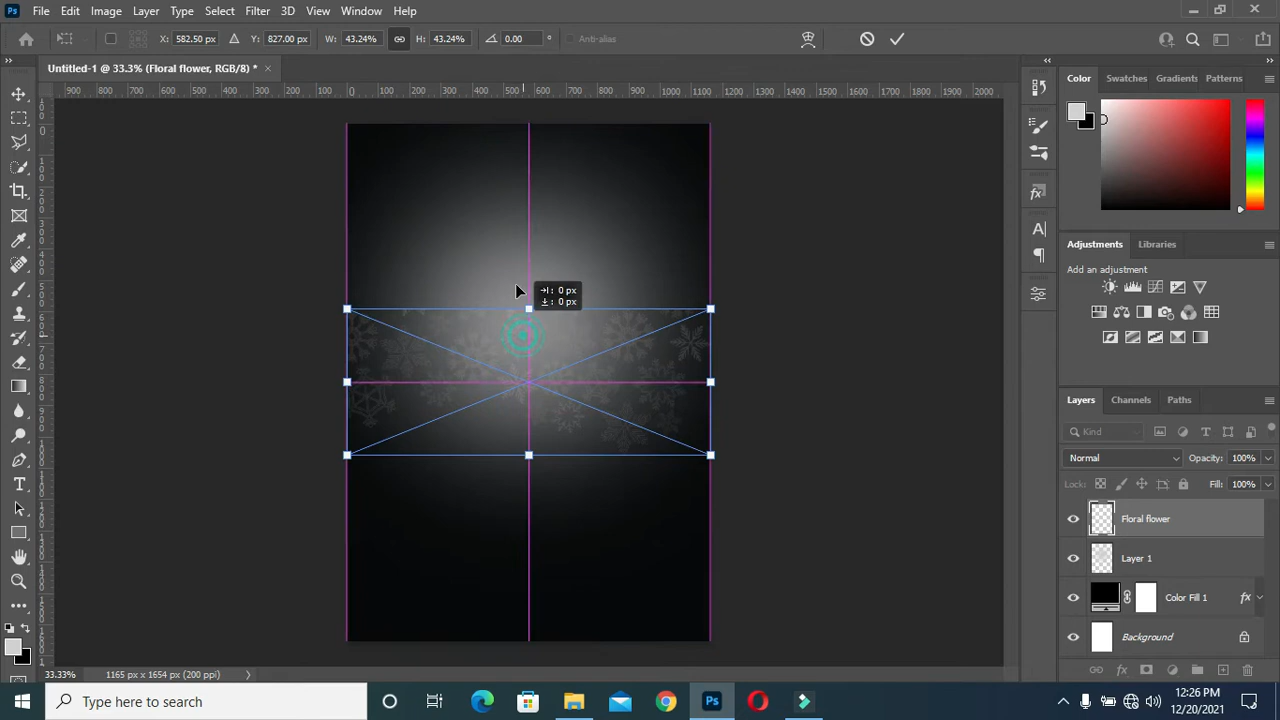 Ps File Edit Image Layer Type Select Filter 3D View Window Help
X: 582.50 px Y: 827.00 px W: 43.24% H: 43.24% 0.00 ° Anti-alias
Untitled-1 @ 33.3% (Floral flower, RGB/8) * ×
900 800 700 600 500 400 300 200 100 0 100 200 300 400 500 600 700 800 900 1000 1100 1200 1300 1400 1500 1600 1700 1800 1900 2000
Color Swatches Gradients Patterns
Adjustments Libraries
Add an adjustment
: 0 px
: 0 px
Layers Channels Paths
Kind
Normal Opacity: 100%
Lock: Fill: 100%
Floral flower
Layer 1
Color Fill 1 fx
Background
33.33% 1165 px x 1654 px (200 ppi)
Type here to search
Ps
12:26 PM
12/20/2021